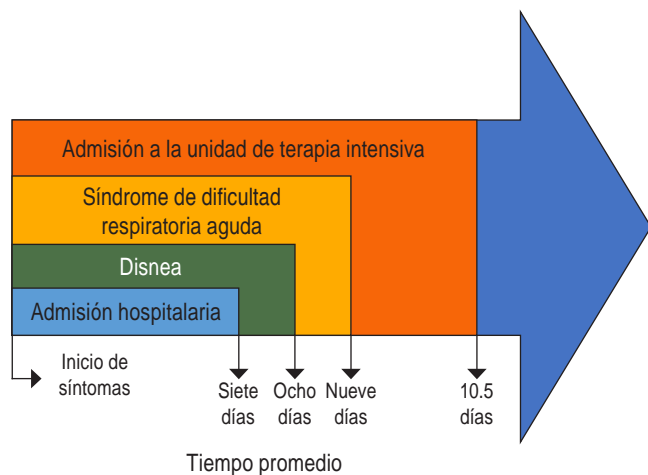 Admisión a la unidad de terapia intensiva
Síndrome de dificultad
respiratoria aguda
Disnea
Admisión hospitalaria
Inicio de
síntomas
Siete
días
Ocho
días
Nueve
días
10.5
días
Tiempo promedio